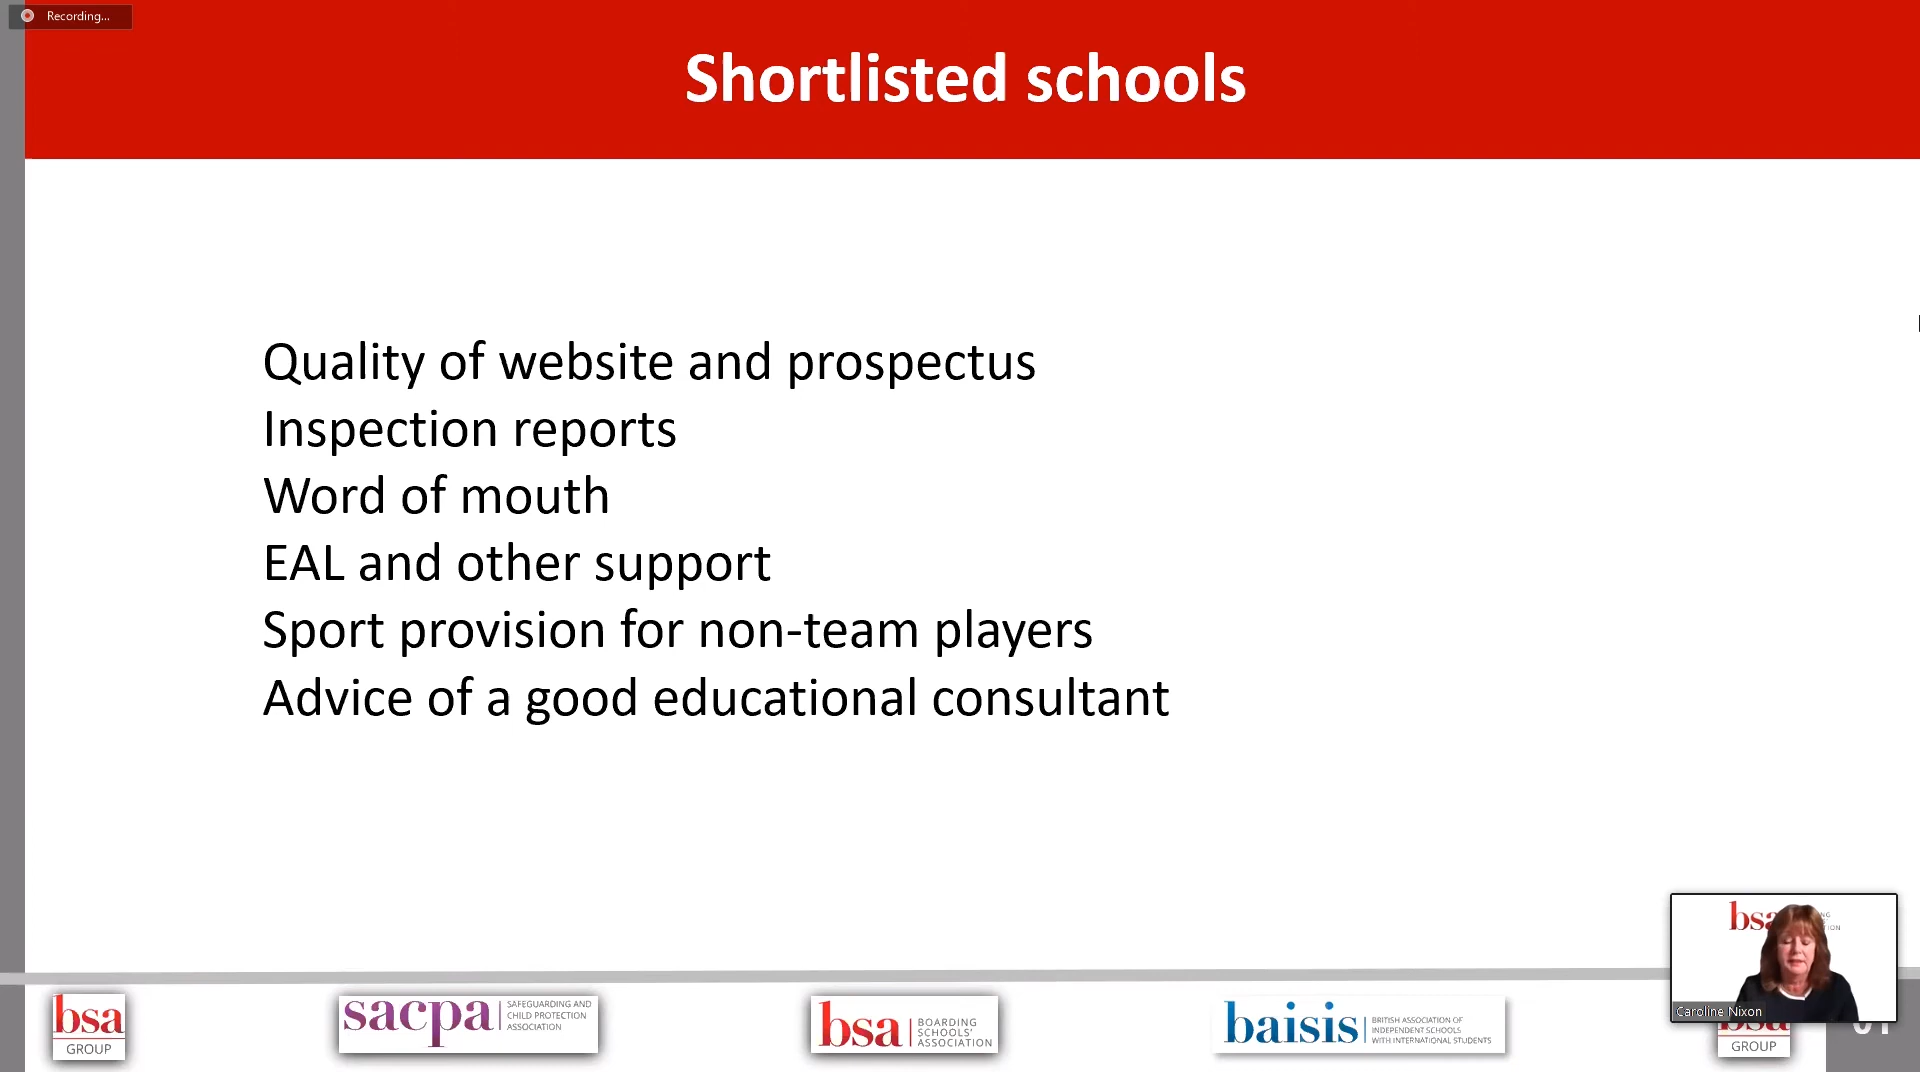 Recording...
Shortlisted schools
Quality of website and prospectus
Inspection reports
Word of mouth
EAL and other support
Sport provision for non-team players
Advice of a good educational consultant
bsa
Caroline Nixon
bsa
GROUP
sacpa
SAFEGUARDING AND
CHILD PROTECTION
ASSOCIATION
bsa
BOARDING
SCHOOLS'
ASSOCIATION
baisis
BRITISH ASSOCIATION OF
INDEPENDENT SCHOOLS
WITH INTERNATIONAL STUDENTS
bsa
GROUP